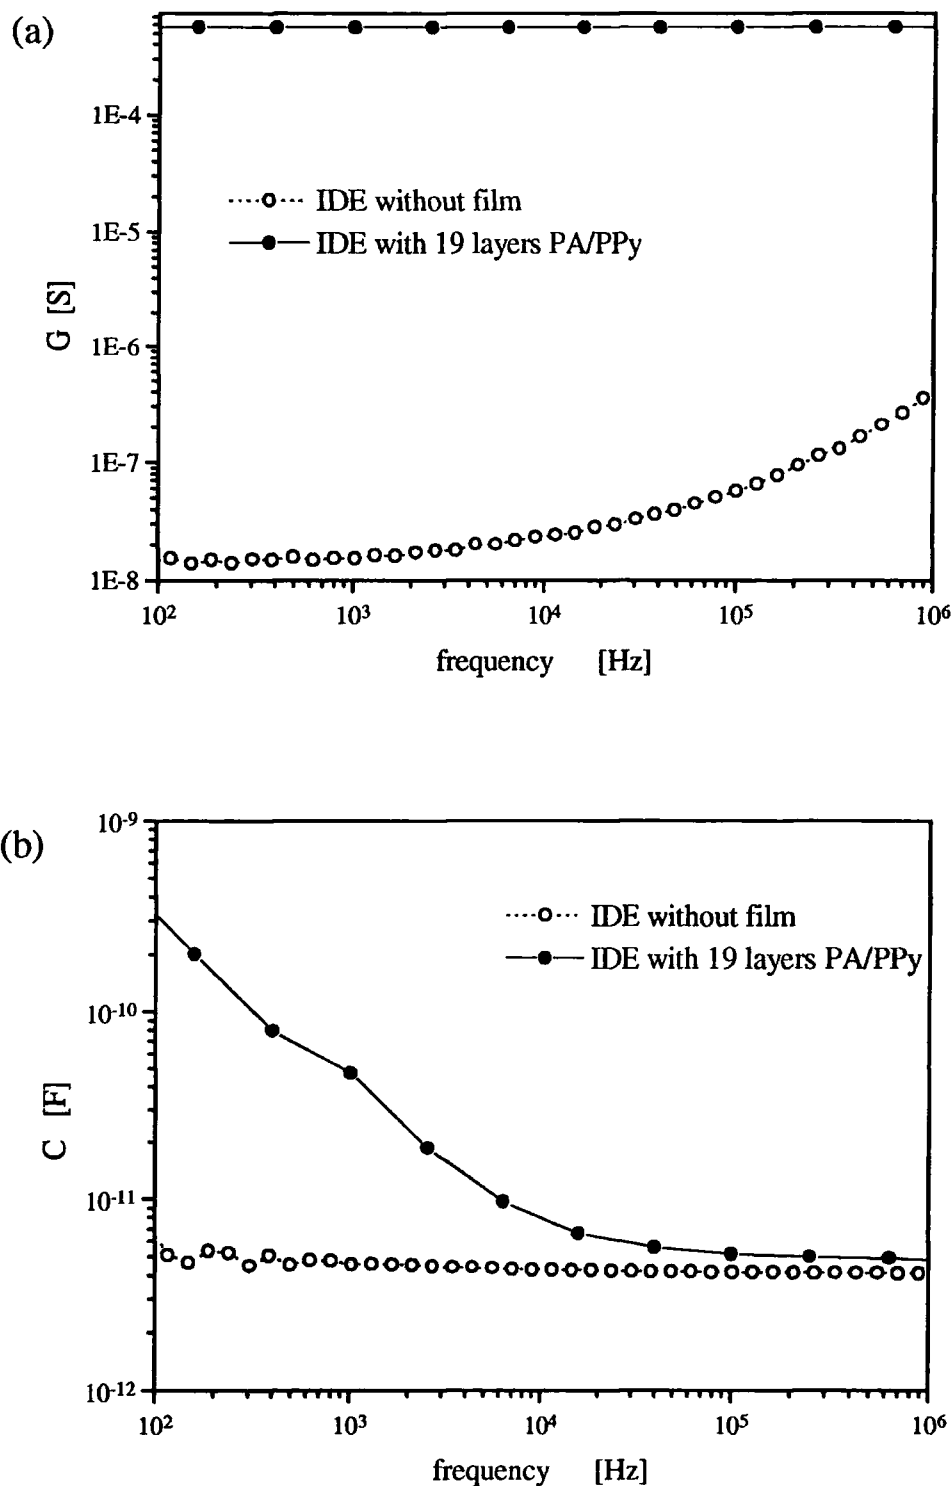 (a)
1E-4
IDE without film
IDE with 19 layers PA/PPy
1E-5
G [S]
1E-6
1E-7
1E-8
10² 10³ 10⁴ 10⁵ 10⁶
frequency [Hz]
(b)
10⁻⁹
IDE without film
IDE with 19 layers PA/PPy
10⁻¹⁰
C [F]
10⁻¹¹
10⁻¹²
10² 10³ 10⁴ 10⁵ 10⁶
frequency [Hz]